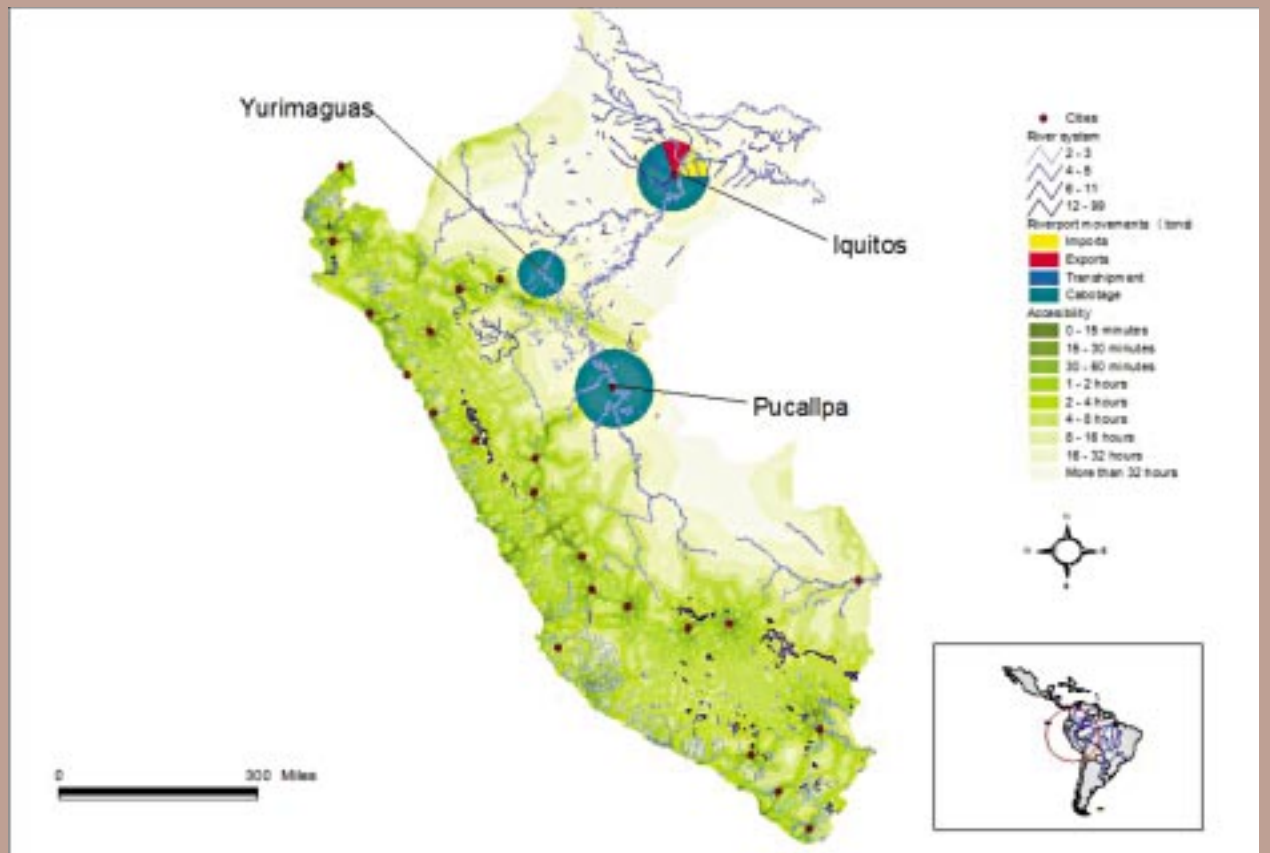 Yurimaguas
Iquitos
Pucallpa
Cities
River system
2 - 3
4 - 5
6 - 11
12 - 99
Riverport movements (tons)
Imports
Exports
Transhipment
Cabotage
Accesibility
0 - 15 minutes
15 - 30 minutes
30 - 60 minutes
1 - 2 hours
2 - 4 hours
4 - 8 hours
8 - 16 hours
16 - 32 hours
More than 32 hours
0 300 Miles